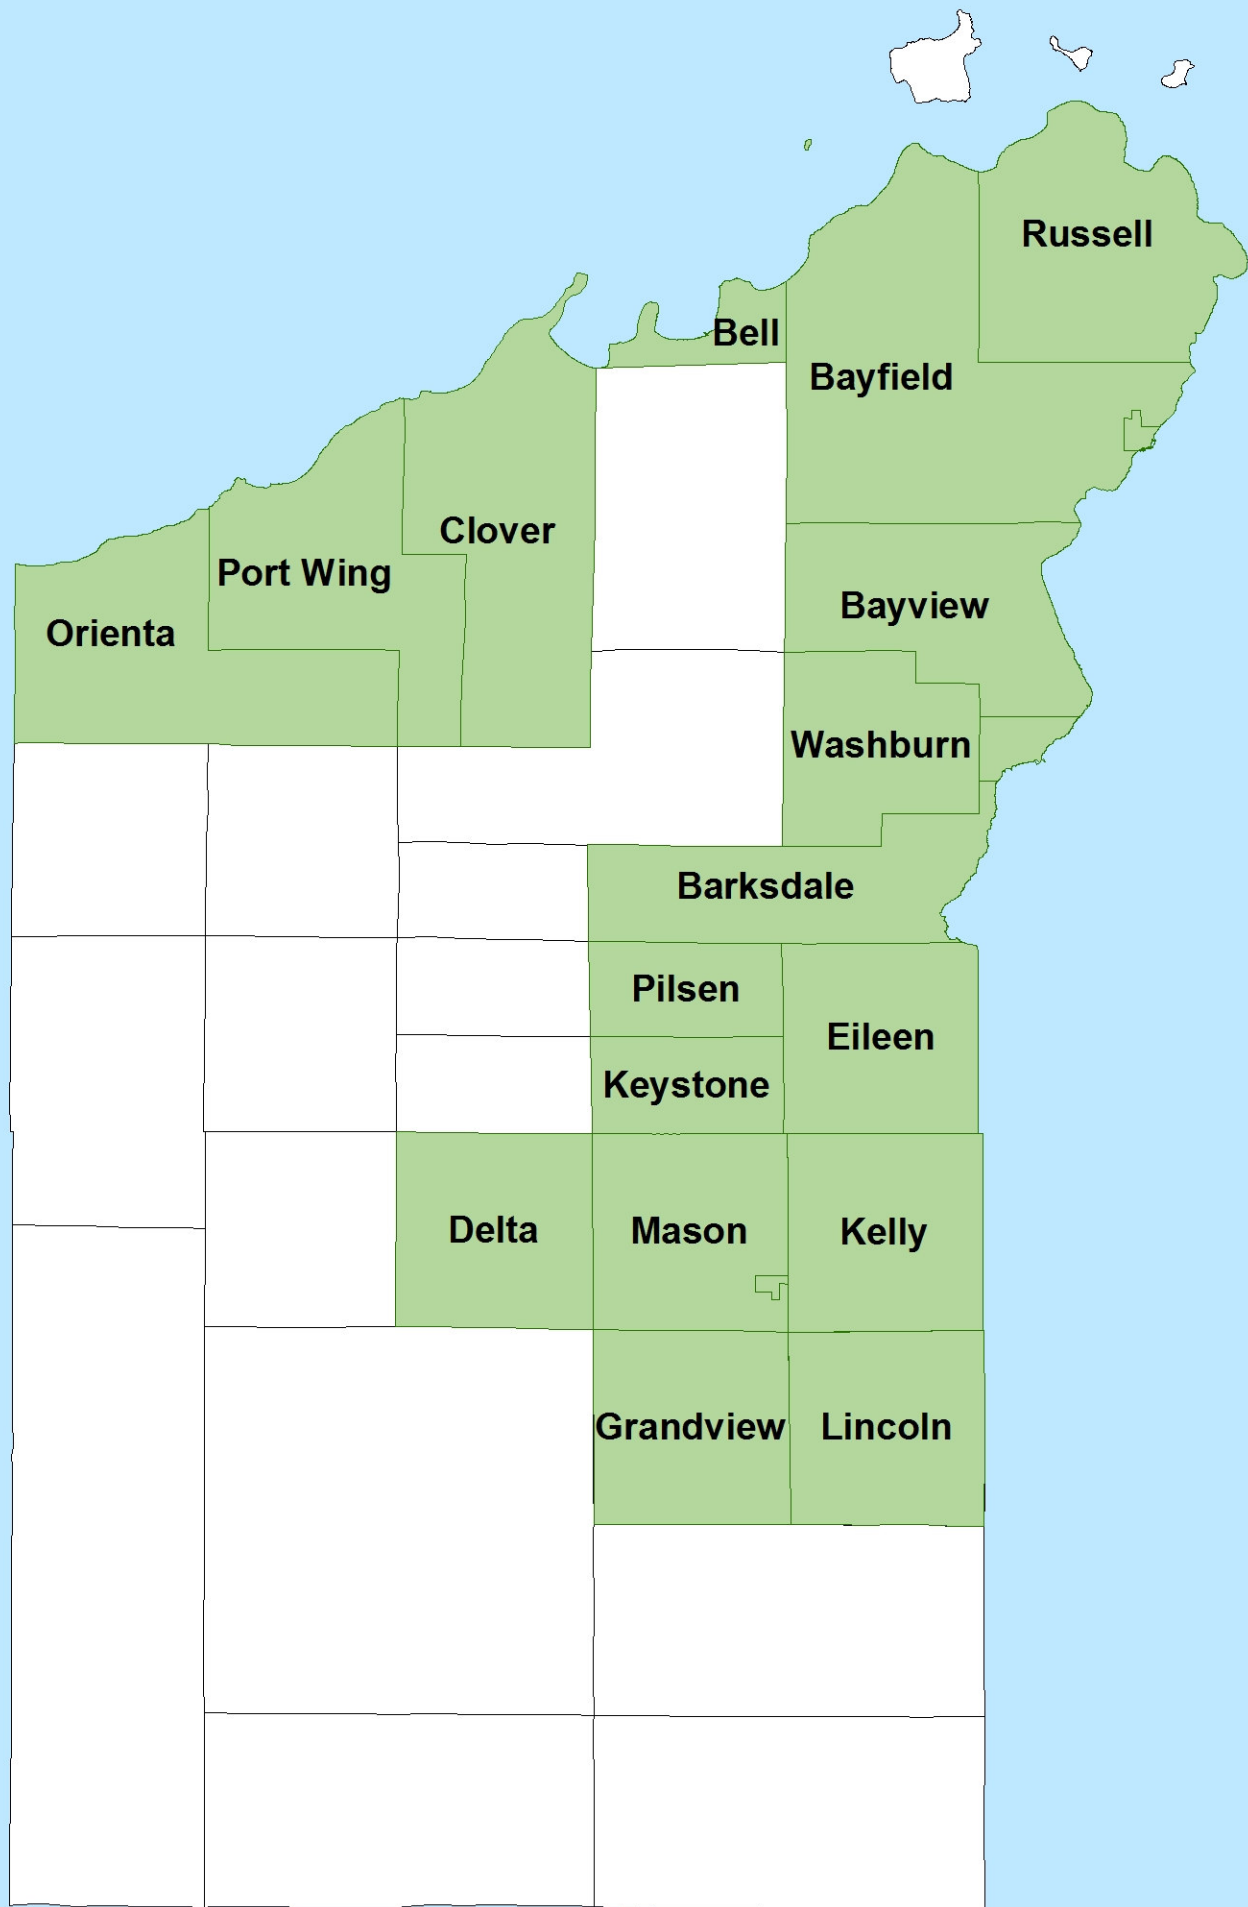 Russell
Bell
Bayfield
Clover
Port Wing
Bayview
Orienta
Washburn
Barksdale
Pilsen
Eileen
Keystone
Delta
Mason
Kelly
Grandview
Lincoln